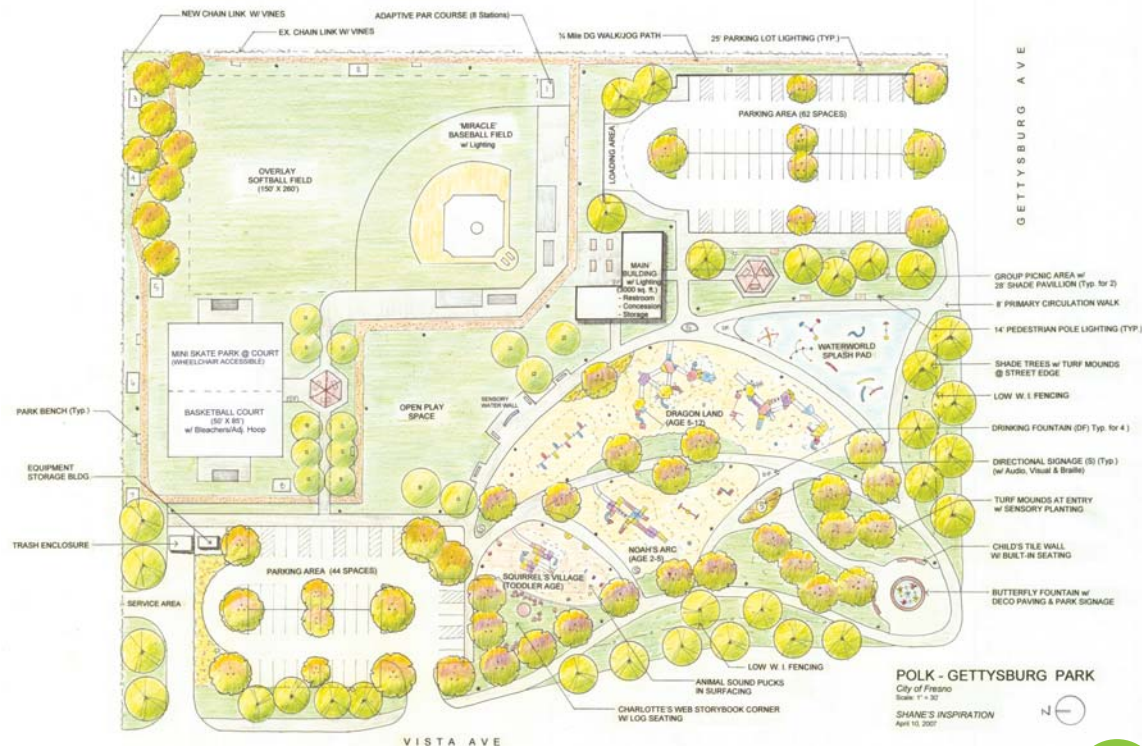 NEW CHAIN LINK W/ VINES
ADAPTIVE PAR COURSE (8 Stations)
EX. CHAIN LINK W/ VINES
¼ Mile DG WALK/JOG PATH
25' PARKING LOT LIGHTING (TYP.)
GETTYSBURG AVE
PARKING AREA (62 SPACES)
LOADING AREA
'MIRACLE'
BASEBALL FIELD
w/ Lighting
OVERLAY
SOFTBALL FIELD
(150' X 260')
MAIN
BUILDING
w/ Lighting
(3000 sq. ft.)
- Restroom
- Concession
- Storage
GROUP PICNIC AREA w/
28' SHADE PAVILLION (Typ. for 2)
8' PRIMARY CIRCULATION WALK
14' PEDESTRIAN POLE LIGHTING (TYP.)
WATERWORLD
SPLASH PAD
SHADE TREES w/ TURF MOUNDS
@ STREET EDGE
LOW W. I. FENCING
MINI SKATE PARK @ COURT
(WHEELCHAIR ACCESSIBLE)
BASKETBALL COURT
(50' X 85')
w/ Bleachers/Adj. Hoop
PARK BENCH (Typ.)
OPEN PLAY
SPACE
SENSORY
WATER WALL
DRAGON LAND
(AGE 5-12)
DRINKING FOUNTAIN (DF) Typ. for 4 )
DIRECTIONAL SIGNAGE (S) (Typ.)
(w/ Audio, Visual & Braille)
EQUIPMENT
STORAGE BLDG
TURF MOUNDS AT ENTRY
w/ SENSORY PLANTING
TRASH ENCLOSURE
NOAH'S ARC
(AGE 2-5)
CHILD'S TILE WALL
W/ BUILT-IN SEATING
PARKING AREA (44 SPACES)
SQUIRREL'S VILLAGE
(TODDLER AGE)
SERVICE AREA
BUTTERFLY FOUNTAIN w/
DECO PAVING & PARK SIGNAGE
LOW W. I. FENCING
ANIMAL SOUND PUCKS
IN SURFACING
CHARLOTTE'S WEB STORYBOOK CORNER
W/ LOG SEATING
POLK - GETTYSBURG PARK
City of Fresno
Scale: 1" = 30'
SHANE'S INSPIRATION
April 10, 2007
N
VISTA AVE